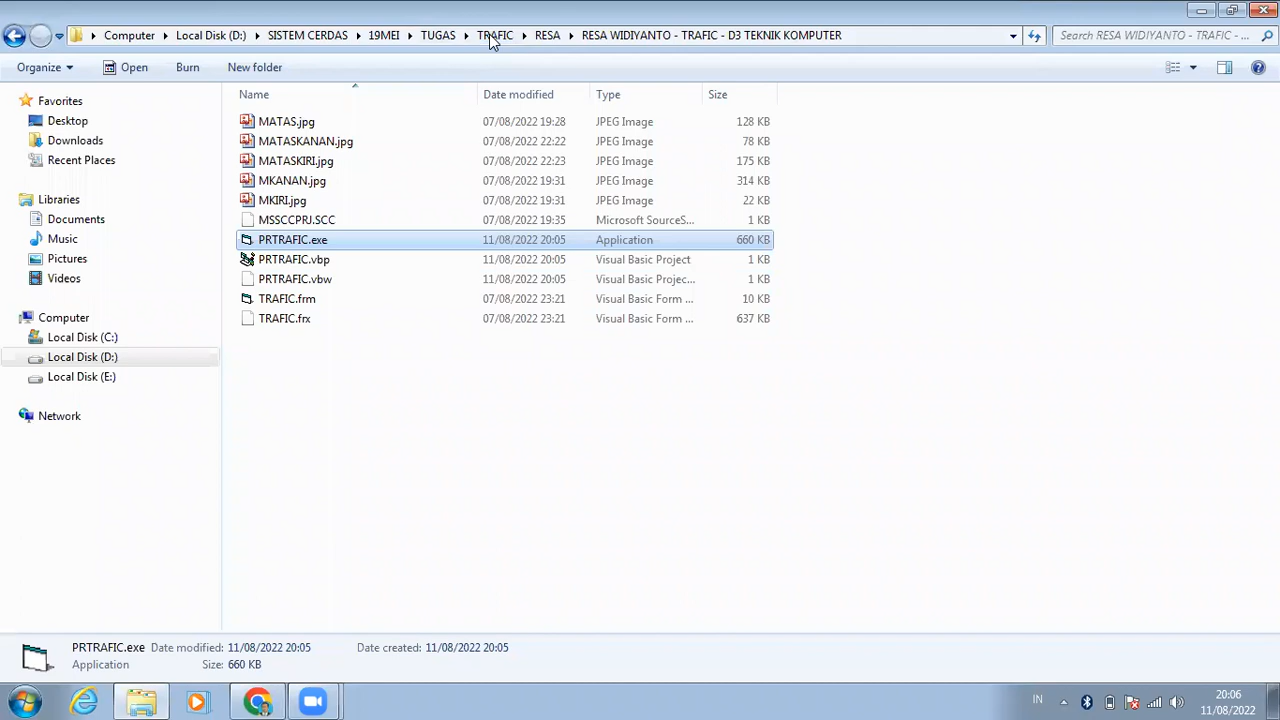 Computer Local Disk (D:) SISTEM CERDAS 19MEI TUGAS TRAFIC RESA RESA WIDIYANTO - TRAFIC - D3 TEKNIK KOMPUTER Search RESA WIDIYANTO - TRAFIC - ...
Organize Open Burn New folder
Name Date modified Type Size
Favorites
Desktop
Downloads
Recent Places
Libraries
Documents
Music
Pictures
Videos
Computer
Local Disk (C:)
Local Disk (D:)
Local Disk (E:)
Network
MATAS.jpg 07/08/2022 19:28 JPEG Image 128 KB
MATASKANAN.jpg 07/08/2022 22:22 JPEG Image 78 KB
MATASKIRI.jpg 07/08/2022 22:23 JPEG Image 175 KB
MKANAN.jpg 07/08/2022 19:31 JPEG Image 314 KB
MKIRI.jpg 07/08/2022 19:31 JPEG Image 22 KB
MSSCCPRJ.SCC 07/08/2022 19:35 Microsoft SourceS... 1 KB
PRTRAFIC.exe 11/08/2022 20:05 Application 660 KB
PRTRAFIC.vbp 11/08/2022 20:05 Visual Basic Project 1 KB
PRTRAFIC.vbw 11/08/2022 20:05 Visual Basic Projec... 1 KB
TRAFIC.frm 07/08/2022 23:21 Visual Basic Form ... 10 KB
TRAFIC.frx 07/08/2022 23:21 Visual Basic Form ... 637 KB
PRTRAFIC.exe Date modified: 11/08/2022 20:05 Date created: 11/08/2022 20:05
Application Size: 660 KB
IN 20:06
11/08/2022